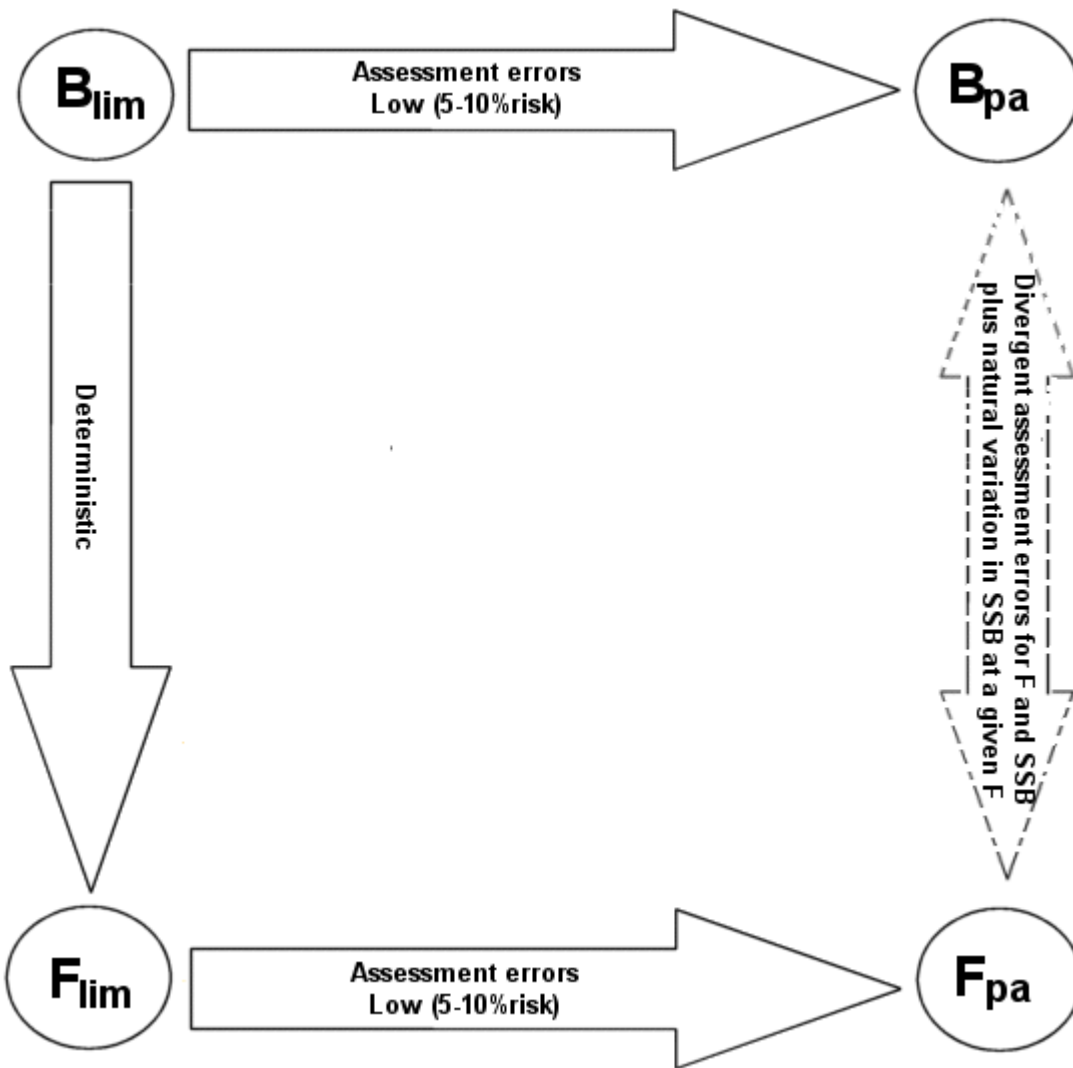 Blim
Assessment errors
Low (5-10%risk)
Bpa
Deterministic
Divergent assessment errors for F and SSB
plus natural variation in SSB at a given F
Flim
Assessment errors
Low (5-10%risk)
Fpa